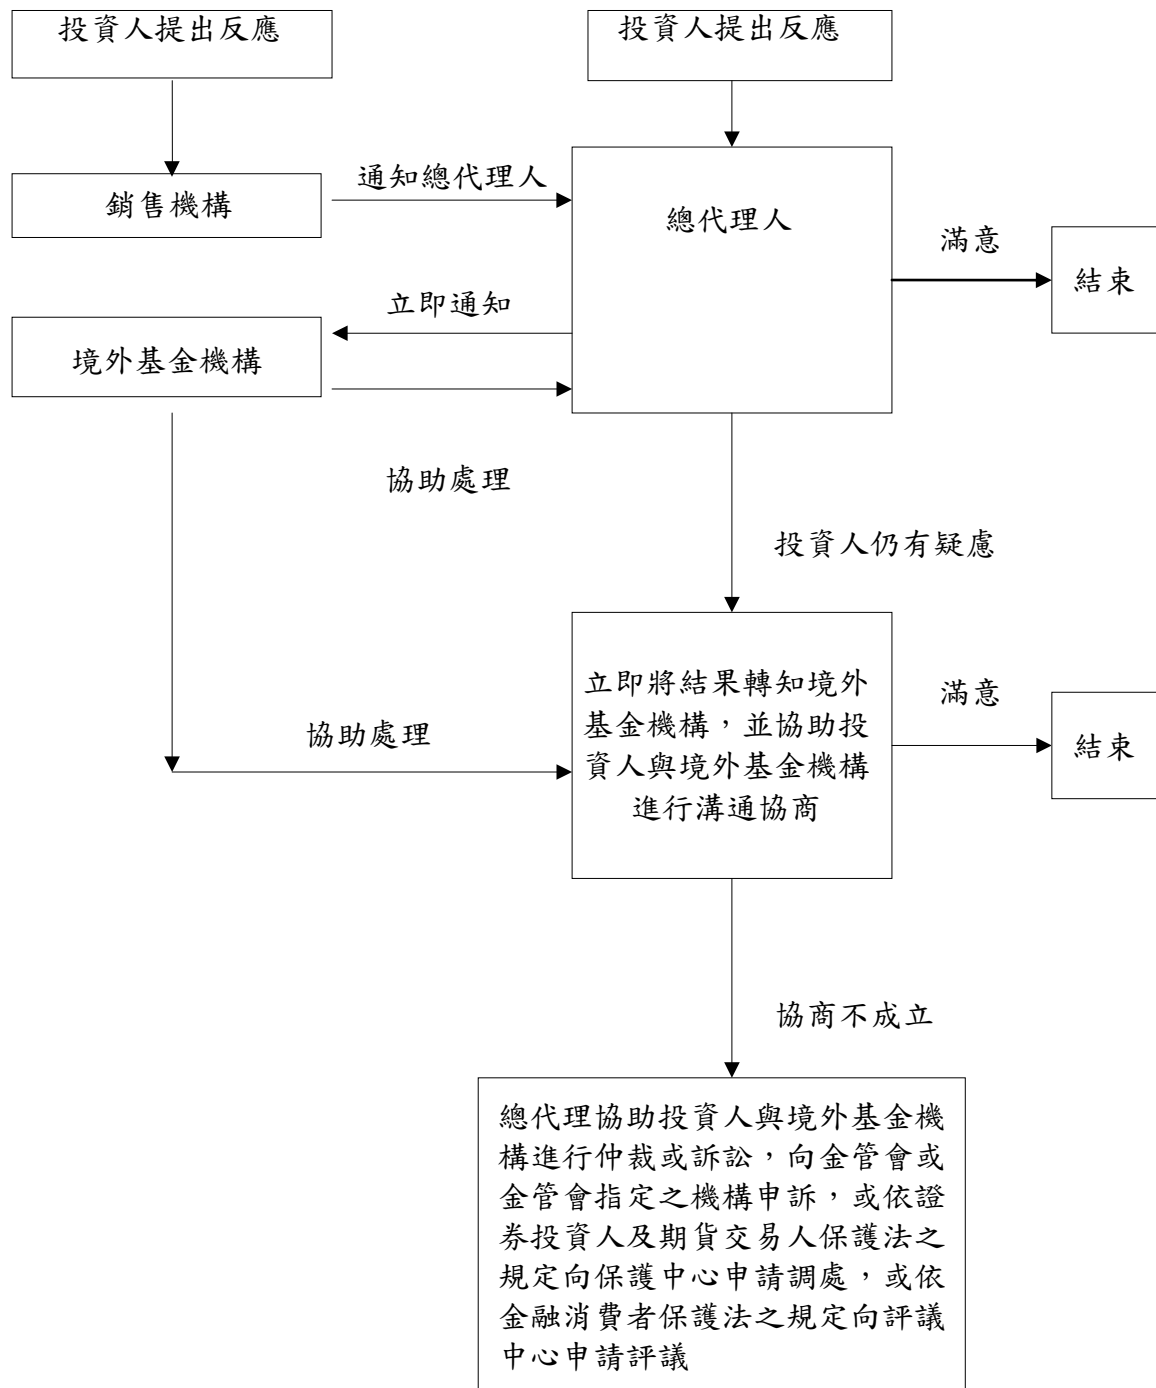 投資人提出反應
投資人提出反應
通知總代理人
銷售機構
總代理人
滿意
結束
立即通知
境外基金機構
協助處理
投資人仍有疑慮
立即將結果轉知境外
基金機構，並協助投
資人與境外基金機構
進行溝通協商
滿意
協助處理
結束
協商不成立
總代理協助投資人與境外基金機
構進行仲裁或訴訟，向金管會或
金管會指定之機構申訴，或依證
券投資人及期貨交易人保護法之
規定向保護中心申請調處，或依
金融消費者保護法之規定向評議
中心申請評議